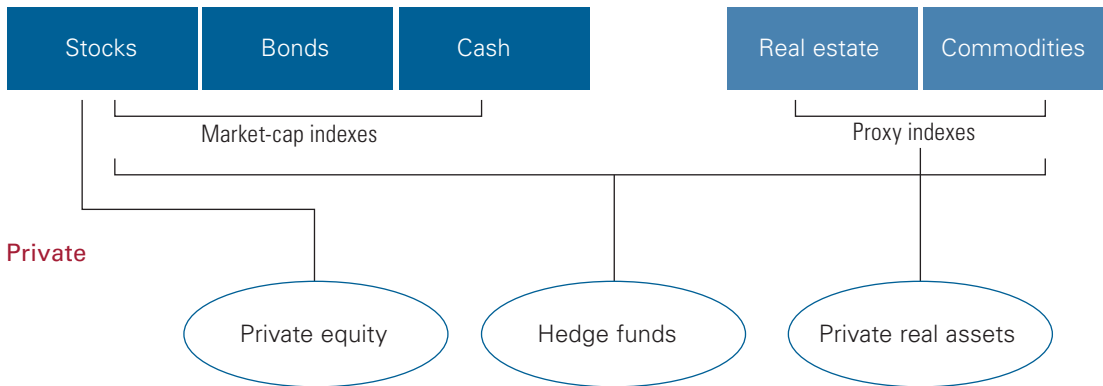 Stocks
Bonds
Cash
Real estate
Commodities
Market-cap indexes
Proxy indexes
Private
Private equity
Hedge funds
Private real assets